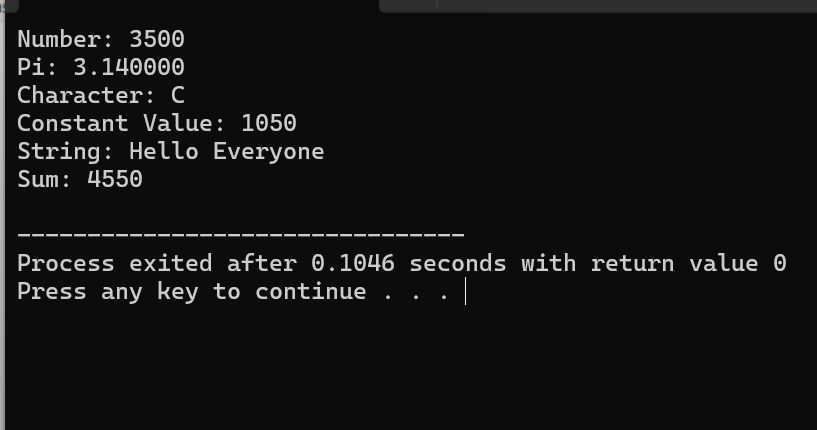 Number: 3500
Pi: 3.140000
Character: C
Constant Value: 1050
String: Hello Everyone
Sum: 4550
--------------------------------
Process exited after 0.1046 seconds with return value 0
Press any key to continue . . .